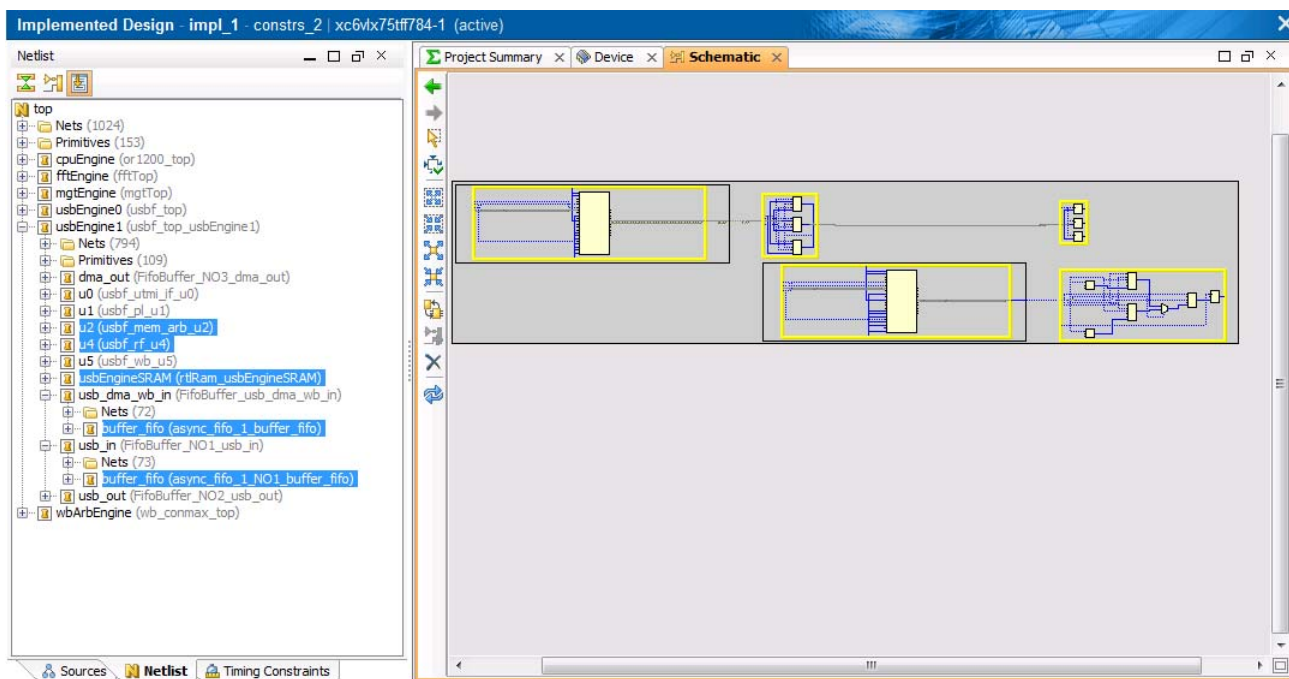 Implemented Design - impl_1 - constrs_2 | xc6vlx75tff784-1 (active)
Netlist
top
Nets (1024)
Primitives (153)
cpuEngine (or1200_top)
fftEngine (fftTop)
mgtEngine (mgtTop)
usbEngine0 (usbf_top)
usbEngine1 (usbf_top_usbEngine1)
Nets (794)
Primitives (109)
dma_out (FifoBuffer_NO3_dma_out)
u0 (usbf_utmi_if_u0)
u1 (usbf_pl_u1)
u2 (usbf_mem_arb_u2)
u4 (usbf_rf_u4)
u5 (usbf_wb_u5)
usbEngineSRAM (rtlRam_usbEngineSRAM)
usb_dma_wb_in (FifoBuffer_usb_dma_wb_in)
Nets (72)
buffer_fifo (async_fifo_1_buffer_fifo)
usb_in (FifoBuffer_NO1_usb_in)
Nets (73)
buffer_fifo (async_fifo_1_NO1_buffer_fifo)
usb_out (FifoBuffer_NO2_usb_out)
wbArbEngine (wb_conmax_top)
Sources Netlist Timing Constraints
Project Summary Device Schematic